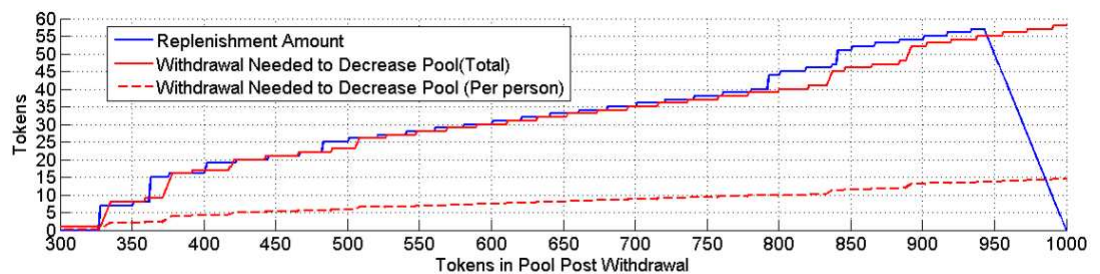 60
55
50
45
40
35
30
25
20
15
10
5
0
Tokens
Replenishment Amount
Withdrawal Needed to Decrease Pool(Total)
Withdrawal Needed to Decrease Pool (Per person)
300 350 400 450 500 550 600 650 700 750 800 850 900 950 1000
Tokens in Pool Post Withdrawal